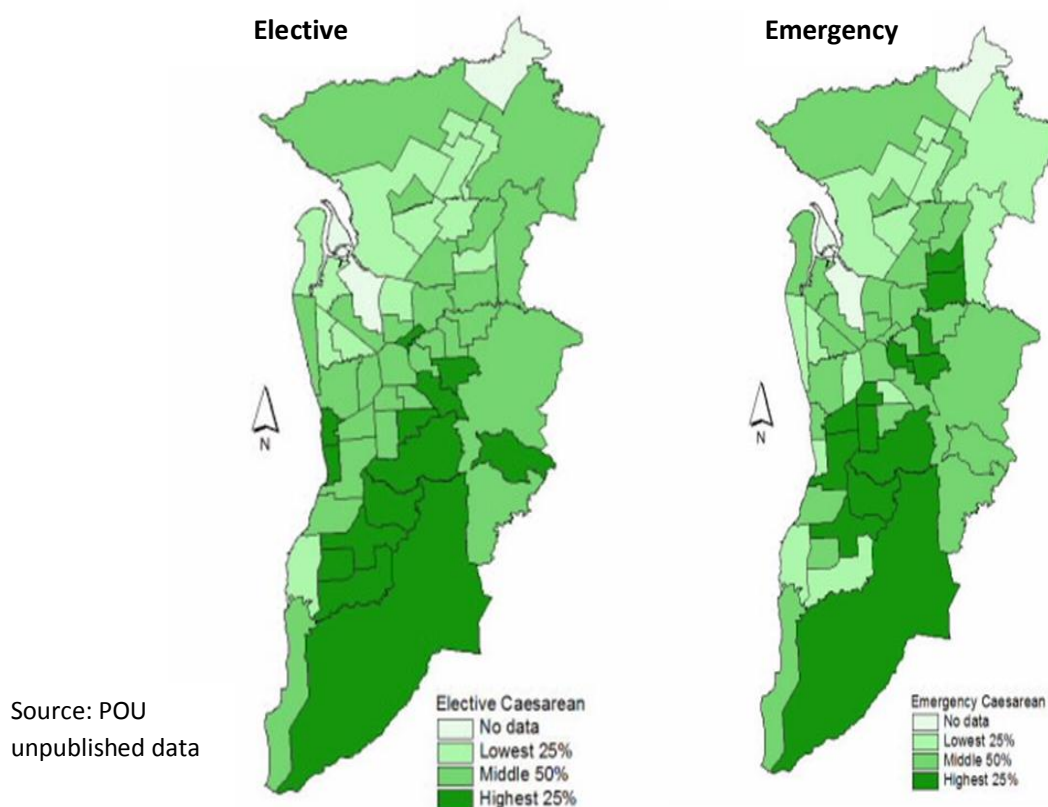 Elective
Emergency
N
N
Source: POU
unpublished data
Elective Caesarean
No data
Lowest 25%
Middle 50%
Highest 25%
Emergency Caesarean
No data
Lowest 25%
Middle 50%
Highest 25%